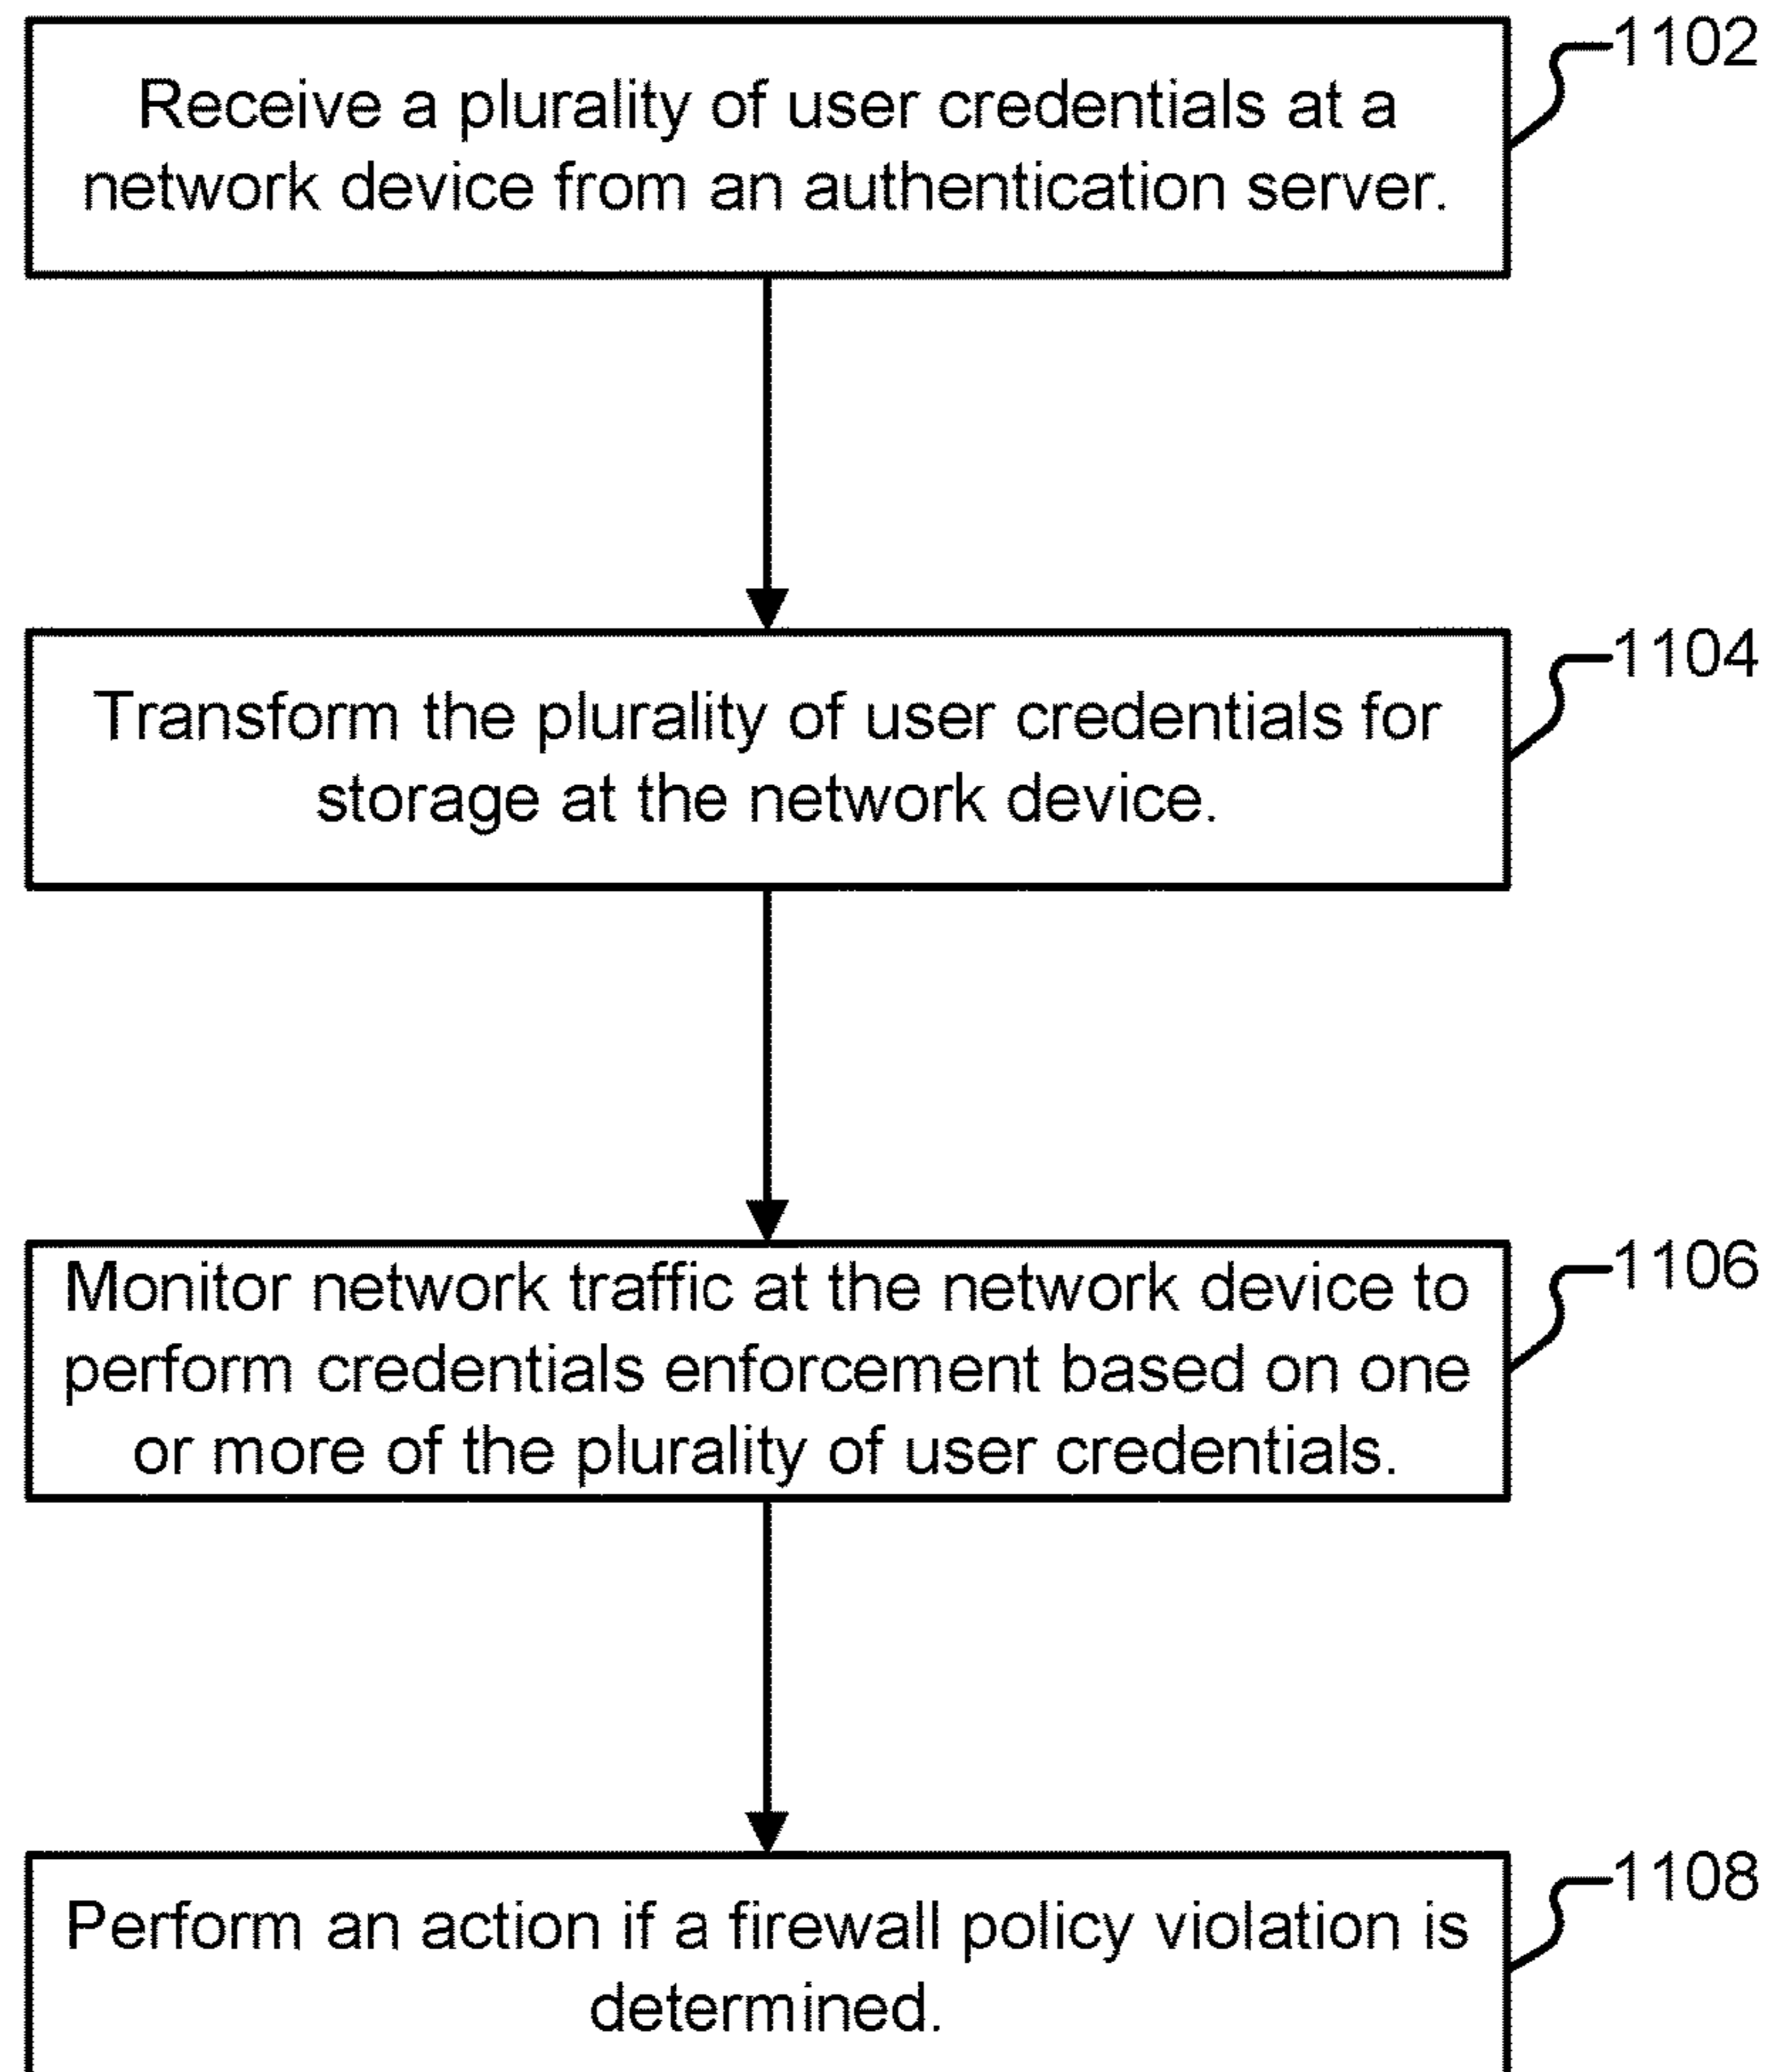 1102
Receive a plurality of user credentials at a
network device from an authentication server.
1104
Transform the plurality of user credentials for
storage at the network device.
1106
Monitor network traffic at the network device to
perform credentials enforcement based on one
or more of the plurality of user credentials.
1108
Perform an action if a firewall policy violation is
determined.